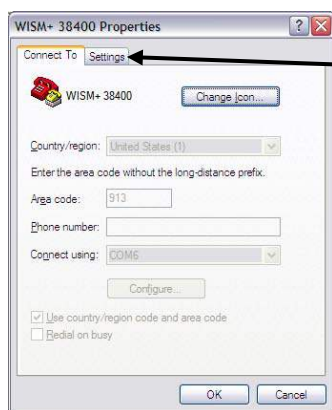 WISM+ 38400 Properties
Connect To Settings
WISM+ 38400 Change Icon...
Country/region: United States (1)
Enter the area code without the long-distance prefix.
Area code: 913
Phone number:
Connect using: COM6
Configure...
Use country/region code and area code
Redial on busy
OK Cancel